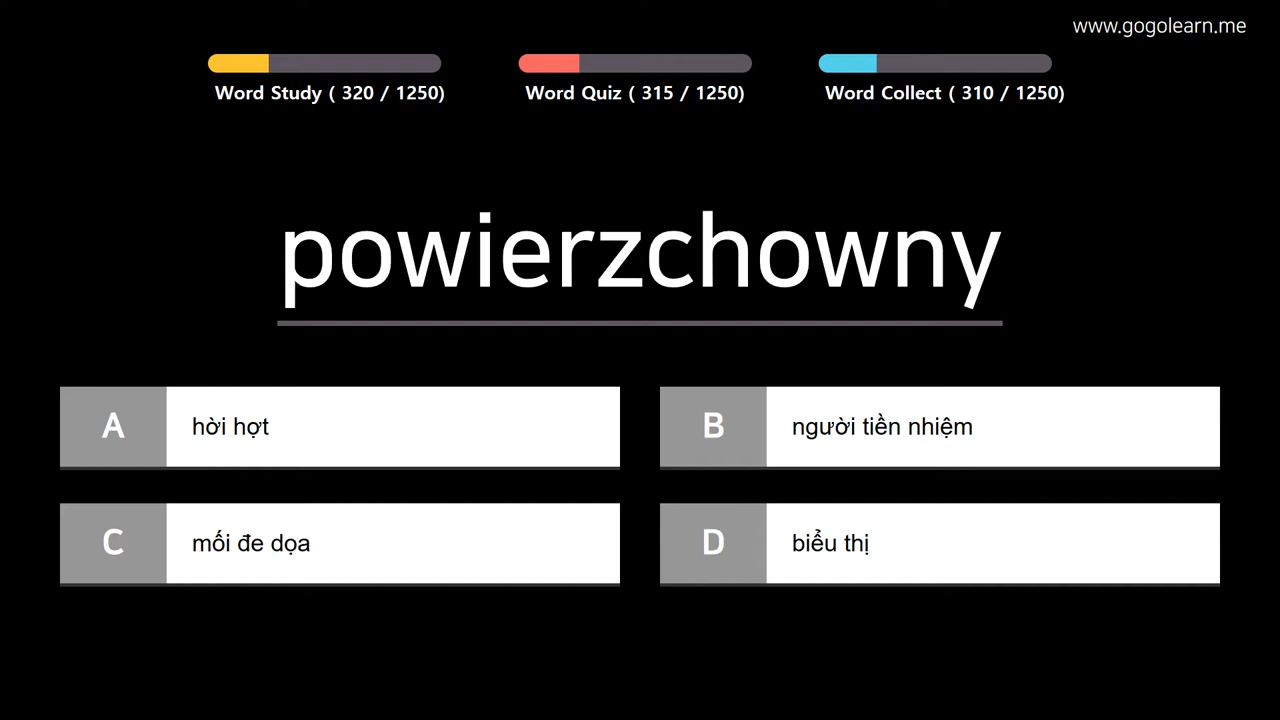 www.gogolearn.me
Word Study ( 320 / 1250)
Word Quiz ( 315 / 1250)
Word Collect ( 310 / 1250)
powierzchowny
A hời hợt
B người tiền nhiệm
C mối đe dọa
D biểu thị